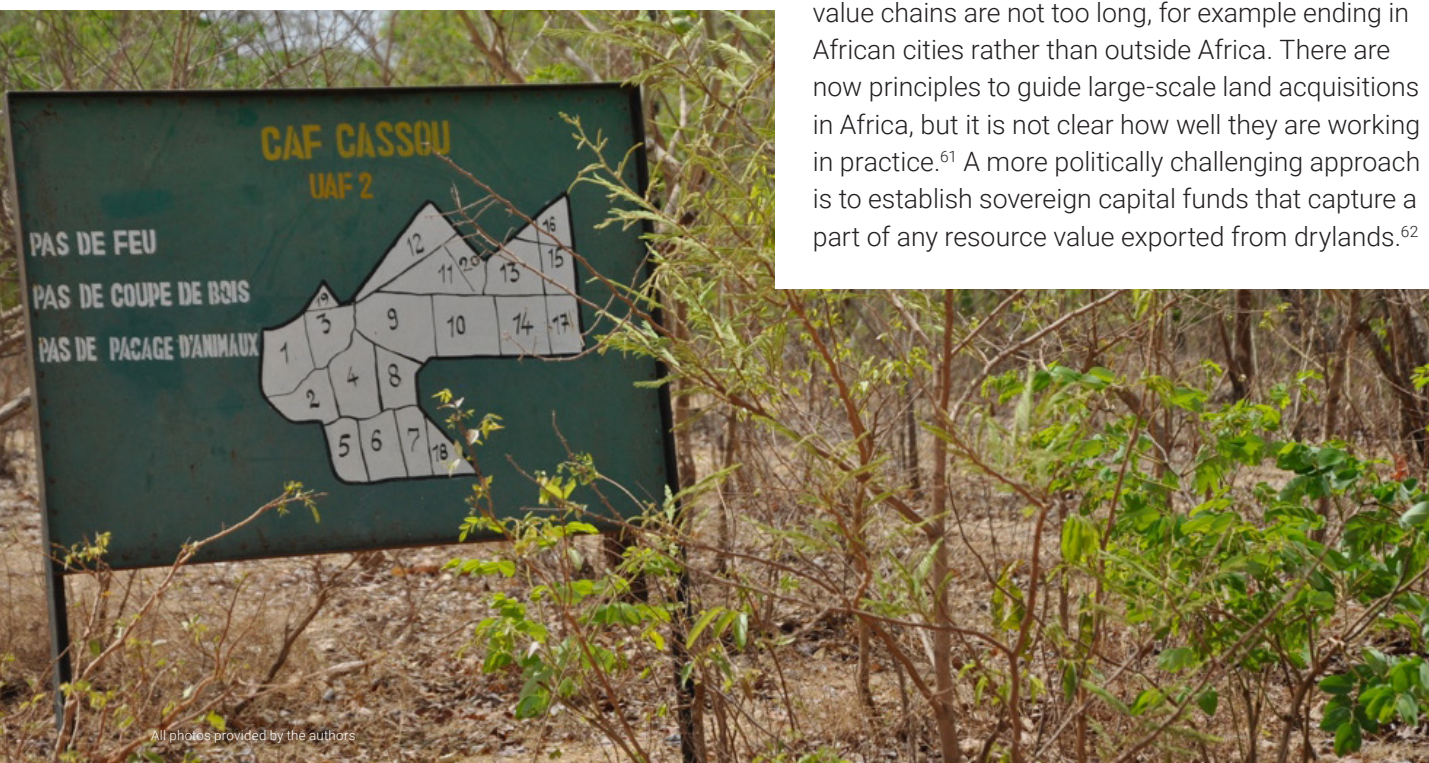 value chains are not too long, for example ending in
African cities rather than outside Africa. There are
now principles to guide large-scale land acquisitions
in Africa, but it is not clear how well they are working
in practice.61 A more politically challenging approach
is to establish sovereign capital funds that capture a
part of any resource value exported from drylands.62
CAF CASSOU
UAF 2
PAS DE FEU
PAS DE COUPE DE BOIS
PAS DE PACAGE D'ANIMAUX
12
16
11
20
13
15
19
3
9
10
14
17
1
4
8
2
5
6
7
18
All photos provided by the authors